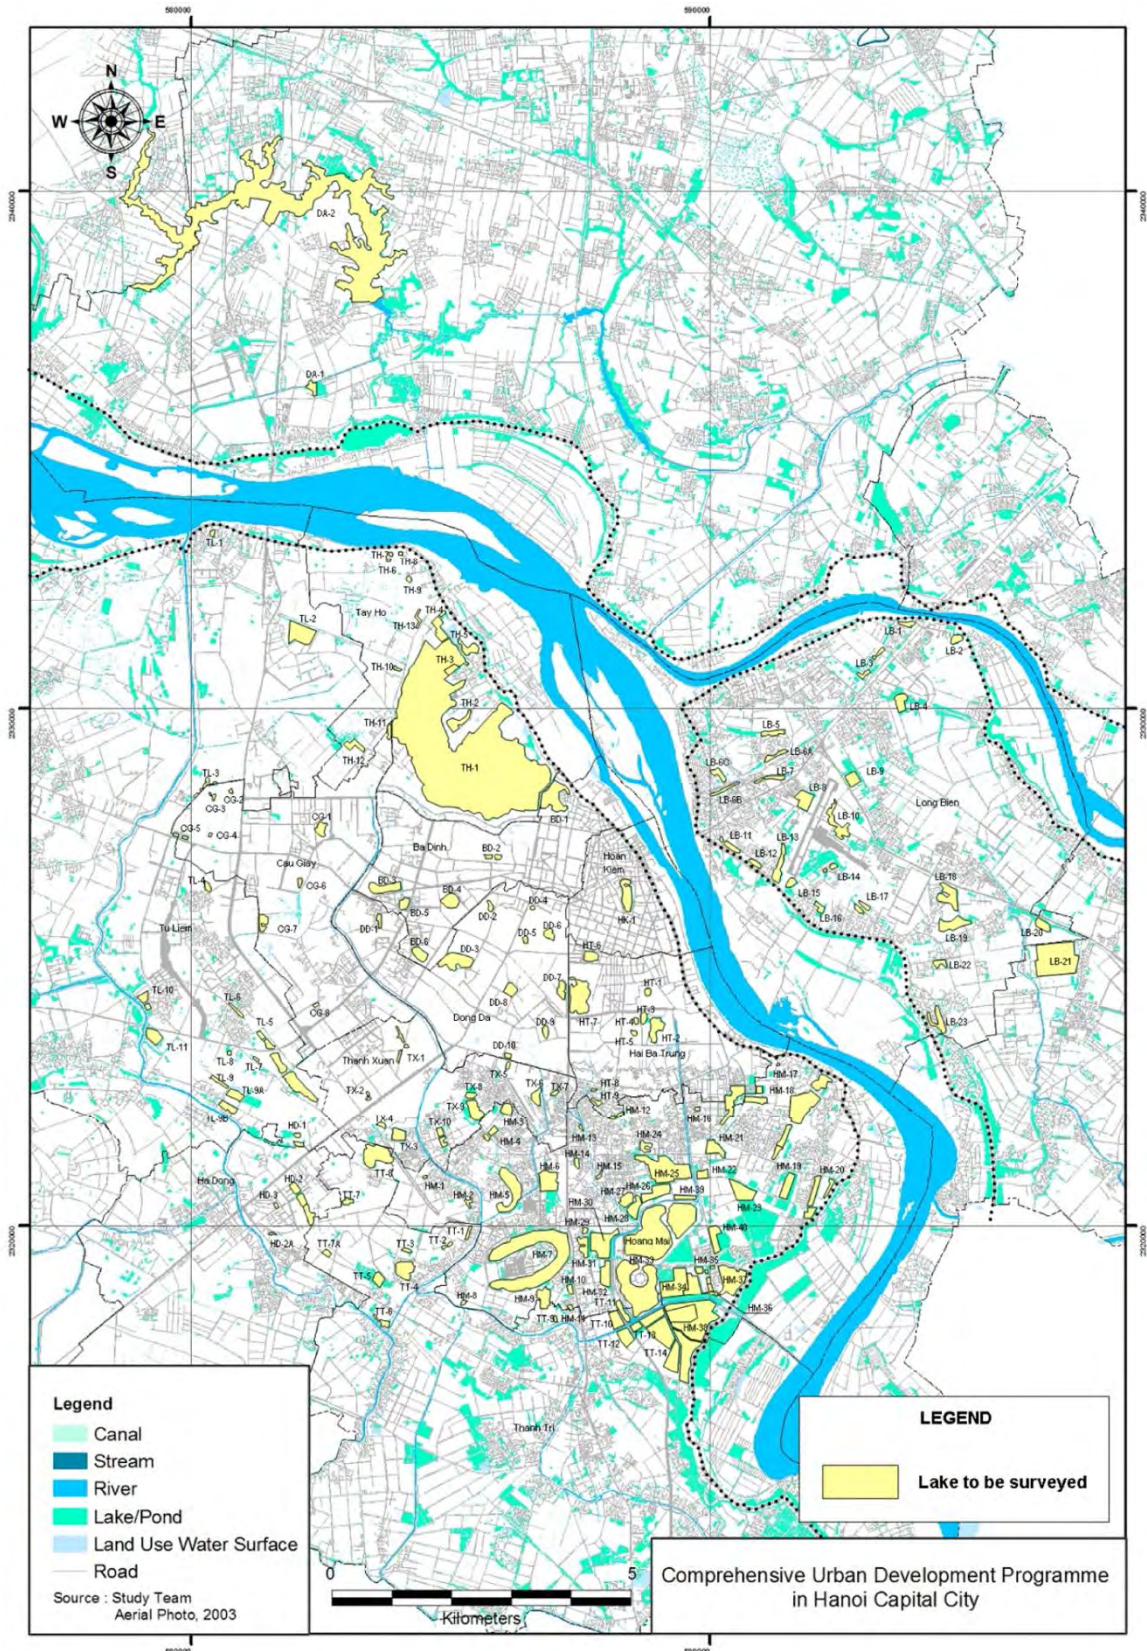 580000
590000
N
W
E
S
2340000
2340000
DA-2
DA-1
TL-1
TH-7
TH-8
TH-6
TH-9
TH-4
TL-2
Tay Ho
TH-13
TH-5
TH-3
TH-10
TH-2
TH-11
TH-12
TH-1
LB-1
LB-2
LB-3
LB-4
2330000
2330000
LB-5
LB-6A
LB-6C
LB-7
LB-6B
LB-8
LB-9
LB-10
Long Bien
LB-11
LB-13
LB-12
LB-14
LB-15
LB-16
LB-17
LB-18
LB-19
LB-20
LB-21
LB-22
LB-23
TL-3
CG-2
CG-3
CG-5
CG-4
CG-1
Cau Giay
CG-6
TL-4
Tu Liem
CG-7
CG-8
BD-1
Ba Dinh
BD-2
BD-3
BD-4
BD-5
BD-6
Hoan
Kiem
HK-1
DD-1
DD-2
DD-4
DD-3
DD-5
DD-6
DD-7
DD-8
Dong Da
DD-9
DD-10
HT-6
HT-7
HT-1
HT-3
HT-4
HT-2
HT-5
Hai Ba Trung
HT-8
HT-9
TL-10
TL-11
TL-6
TL-5
TL-8
TL-7
TL-9
TL-9A
TL-9B
Thanh Xuan
TX-1
TX-2
TX-5
TX-6
TX-7
TX-8
TX-9
TX-4
TX-3
TX-10
HD-1
Ha Dong
HD-2
HD-3
HD-2A
HM-17
HM-18
HM-16
HM-12
HM-3
HM-4
HM-13
HM-14
HM-24
HM-21
HM-15
HM-6
HM-25
HM-22
HM-19
HM-20
HM-1
HM-5
HM-2
HM-27
HM-26
HM-39
HM-23
HM-30
HM-28
HM-29
HM-40
Hoang Mai
HM-7
HM-31
HM-33
HM-35
HM-10
HM-34
HM-37
HM-8
HM-9
HM-32
HM-36
HM-38
TT-8
TT-7
TT-7A
TT-1
TT-2
TT-3
TT-4
TT-5
TT-6
TT-9
TT-10
TT-11
TT-12
TT-13
TT-14
2320000
2320000
Thanh Tri
Legend
Canal
Stream
River
Lake/Pond
Land Use Water Surface
Road
Source : Study Team
Aerial Photo, 2003
0
5
Kilometers
LEGEND
Lake to be surveyed
Comprehensive Urban Development Programme
in Hanoi Capital City
580000
590000